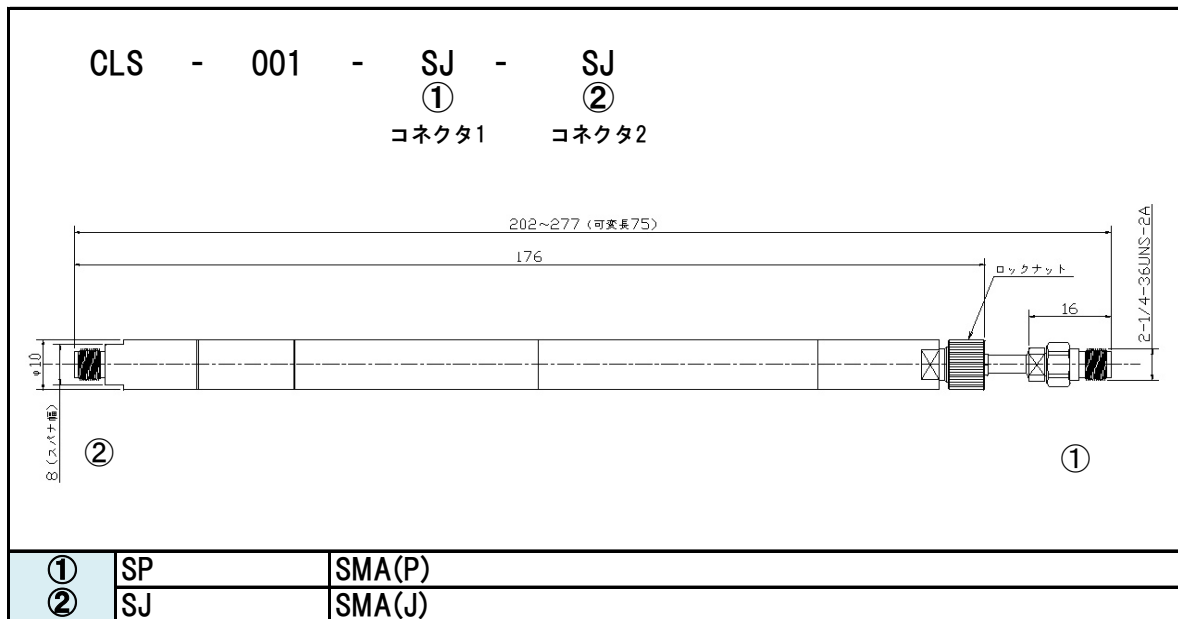 CLS - 001 - SJ - SJ
① ②
コネクタ1 コネクタ2
202~277 (可変長75)
176
ロックナット
16
2-1/4-36UNS-2A
φ10
8 (スパナ幅)
② ①
① SP SMA(P)
② SJ SMA(J)